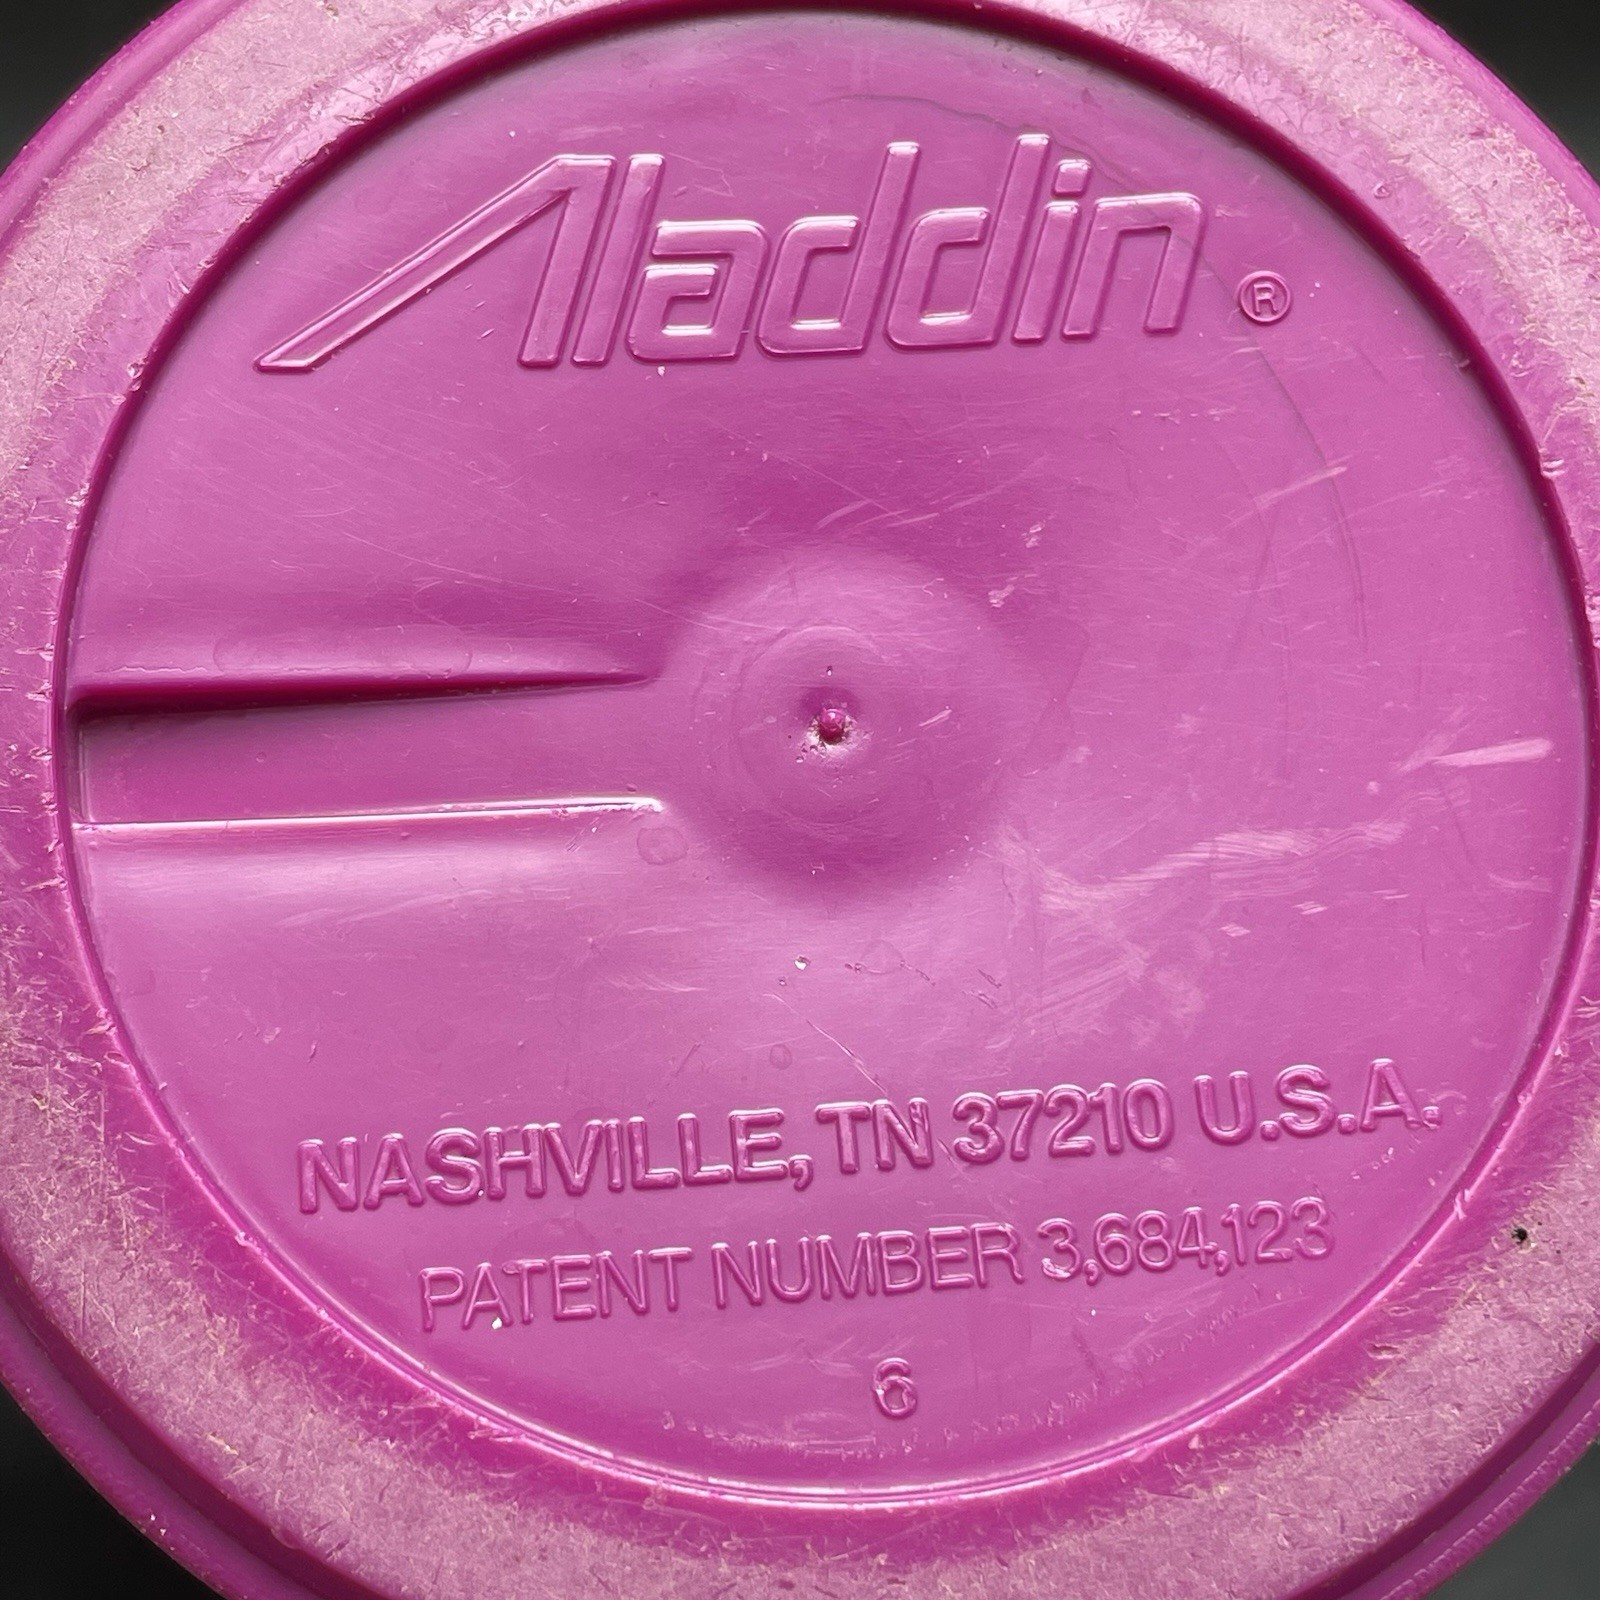 Aladdin ®
NASHVILLE, TN 37210 U.S.A.
PATENT NUMBER 3,684,123
6